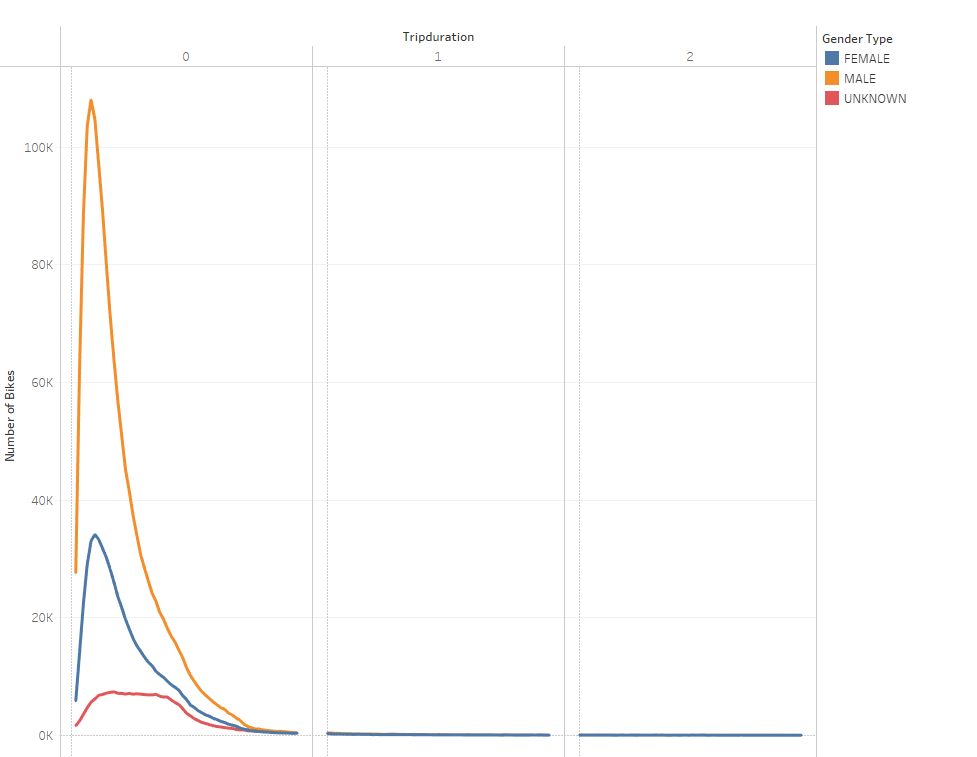 Tripduration
0 1 2
Gender Type
FEMALE
MALE
UNKNOWN
100K
80K
60K
40K
20K
0K
Number of Bikes